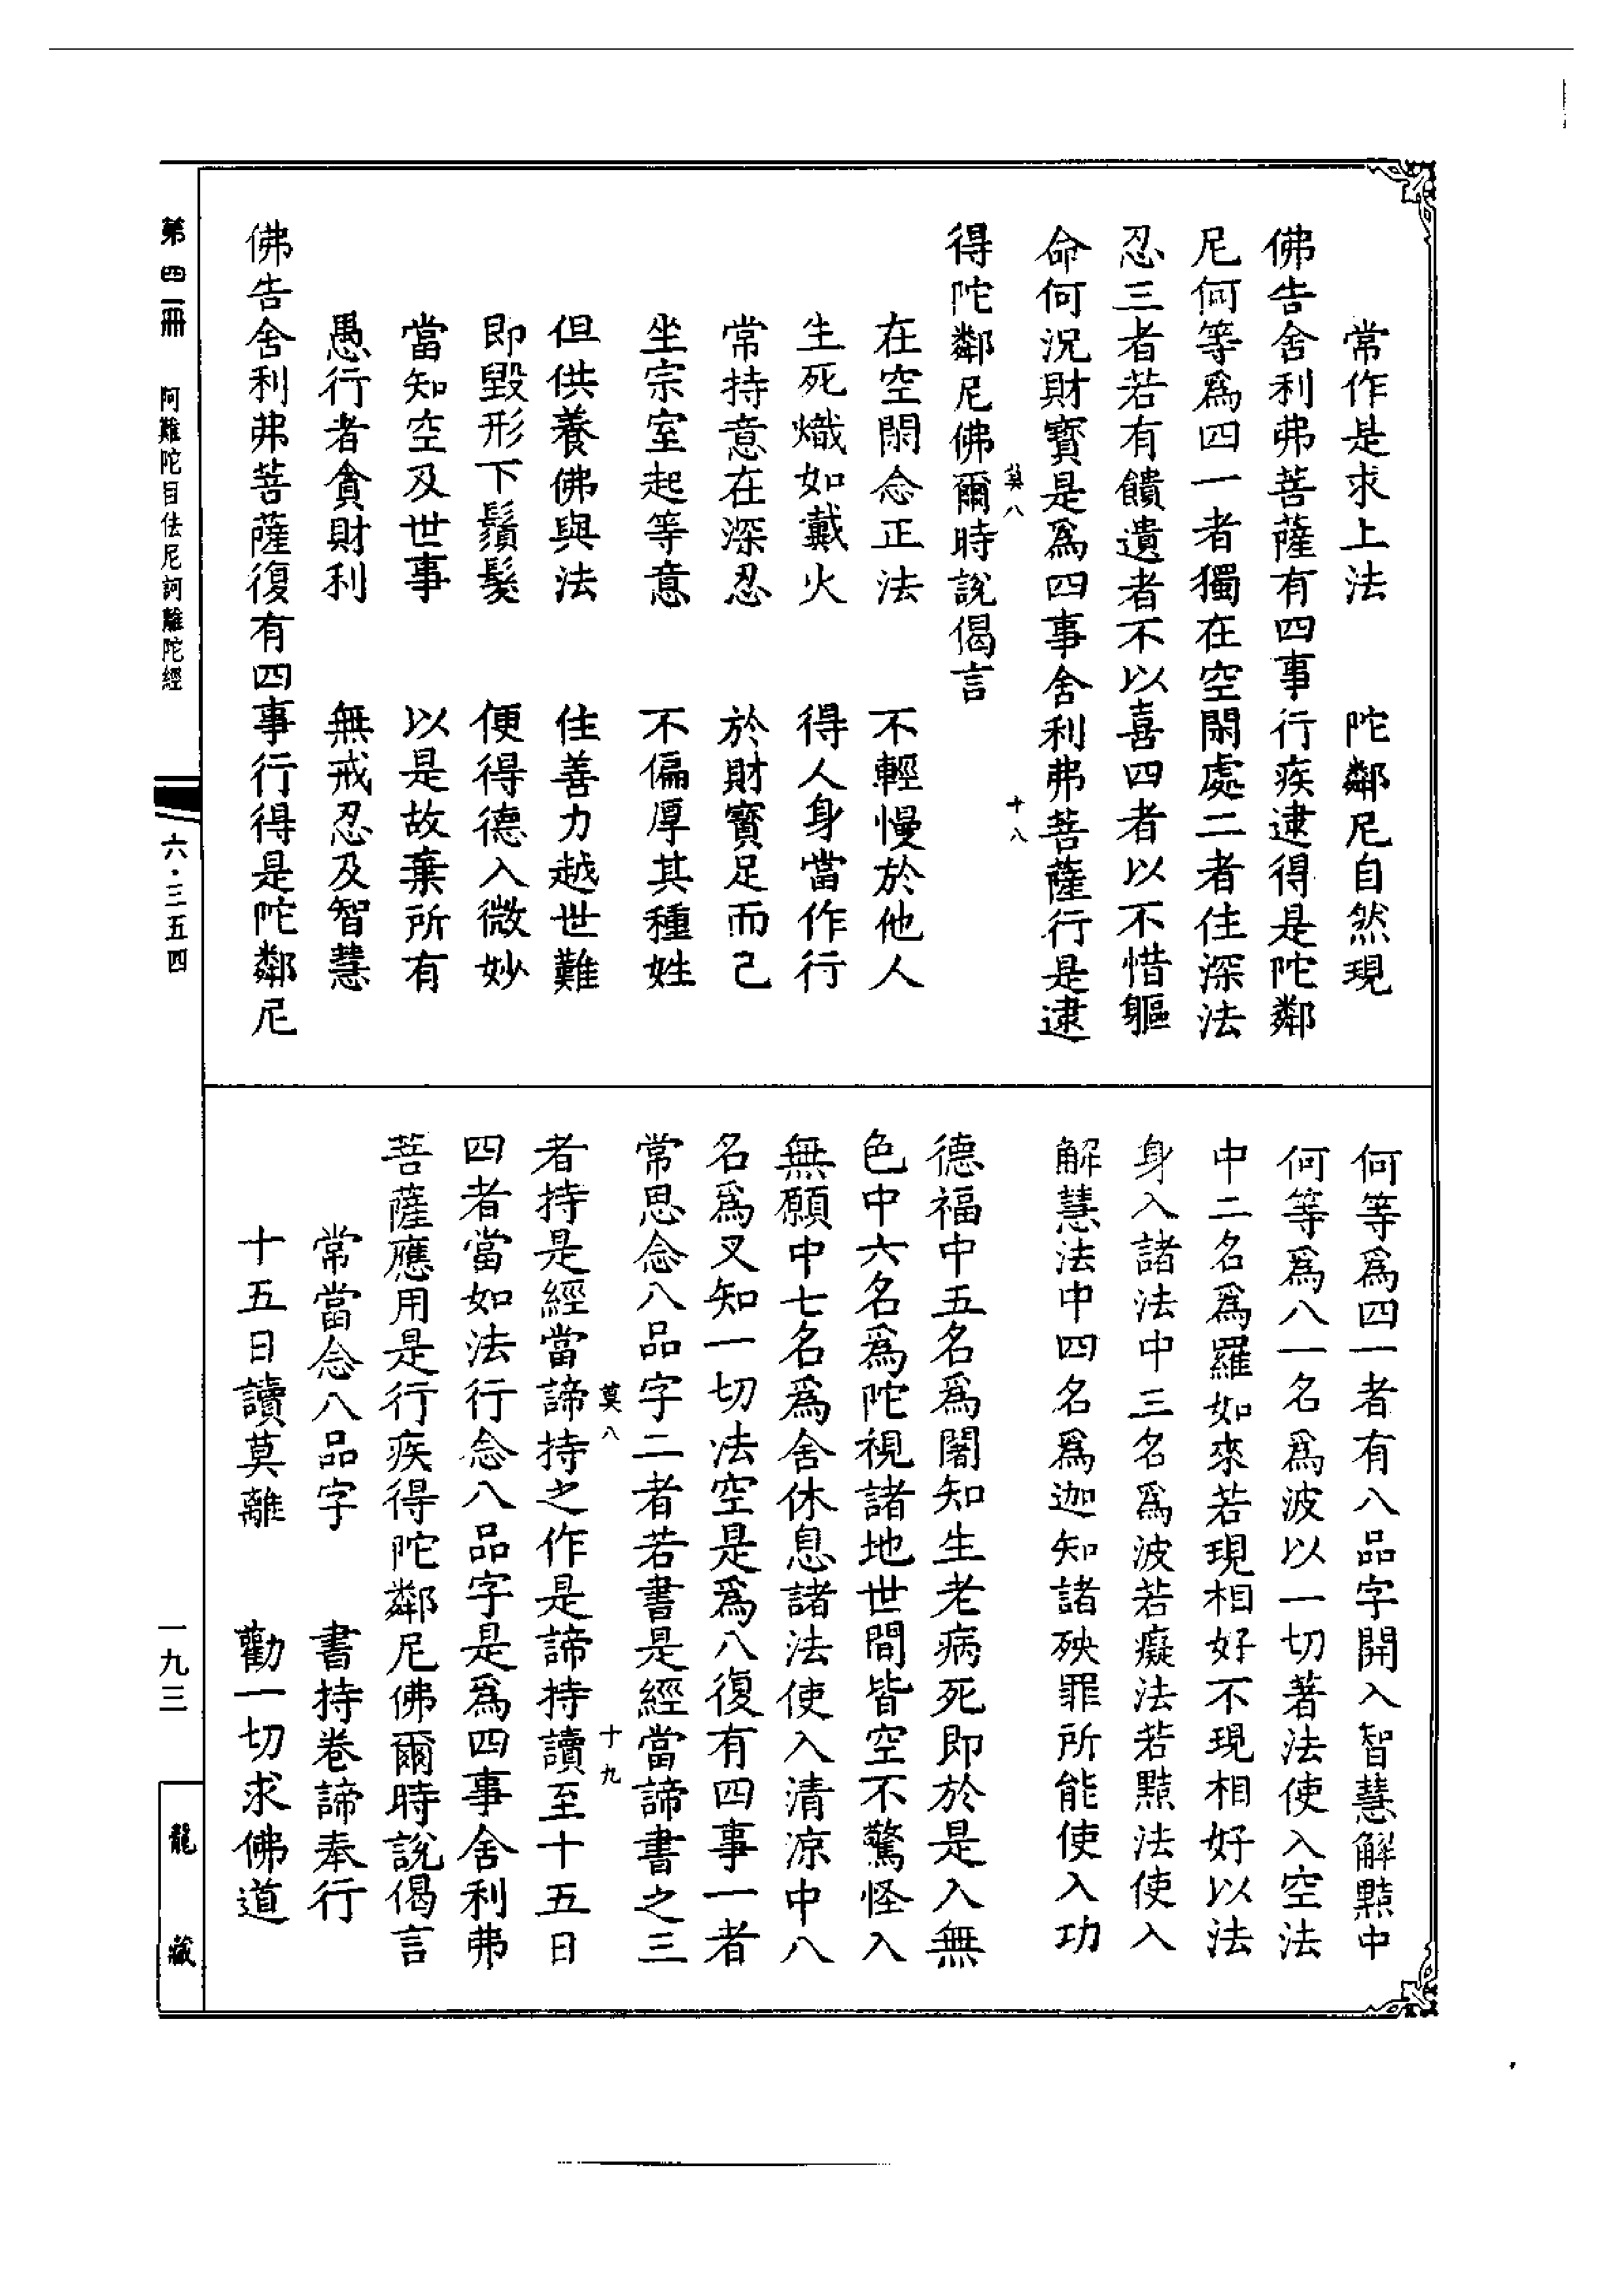 常作是求上法　陀鄰尼自然現
佛告舍利弗菩薩有四事行疾逮得是陀鄰
尼何等爲四一者獨在空閑處二者住深法
忍三者若有饋遺者不以喜四者以不惜軀
命何況財寶是爲四事舍利弗菩薩行是逮
莫八　十八
得陀鄰尼佛爾時說偈言
在空閑念正法　不輕慢於他人
生死熾如戴火　得人身當作行
常持意在深忍　於財寶足而已
坐宗室起等意　不偏厚其種姓
但供養佛與法　住善力越世難
即毀形下鬚髮　便得德入微妙
當知空及世事　以是故棄所有
愚行者貪財利　無戒忍及智慧
佛告舍利弗菩薩復有四事行得是陀鄰尼
何等爲四一者有八品字開入智慧解黠中
何等爲八一名爲波以一切著法使入空法
中二名爲羅如來若現相好不現相好以法
身入諸法中三名爲波若癡法若黠法使入
解慧法中四名爲迦知諸殃罪所能使入功
德福中五名爲闍知生老病死即於是入無
色中六名爲陀視諸地世間皆空不驚怪入
無願中七名爲舍休息諸法使入清凉中八
名爲叉知一切法空是爲八復有四事一者
常思念八品字二者若書是經當諦書之三
莫八　十九
者持是經當諦持之作是諦持讀至十五日
四者當如法行念八品字是爲四事舍利弗
菩薩應用是行疾得陀鄰尼佛爾時說偈言
常當念八品字　書持卷諦奉行
十五日讀莫離　勸一切求佛道
第四冊　阿難陀目佉尼訶離陀經　六·三五四
一九三　龍藏